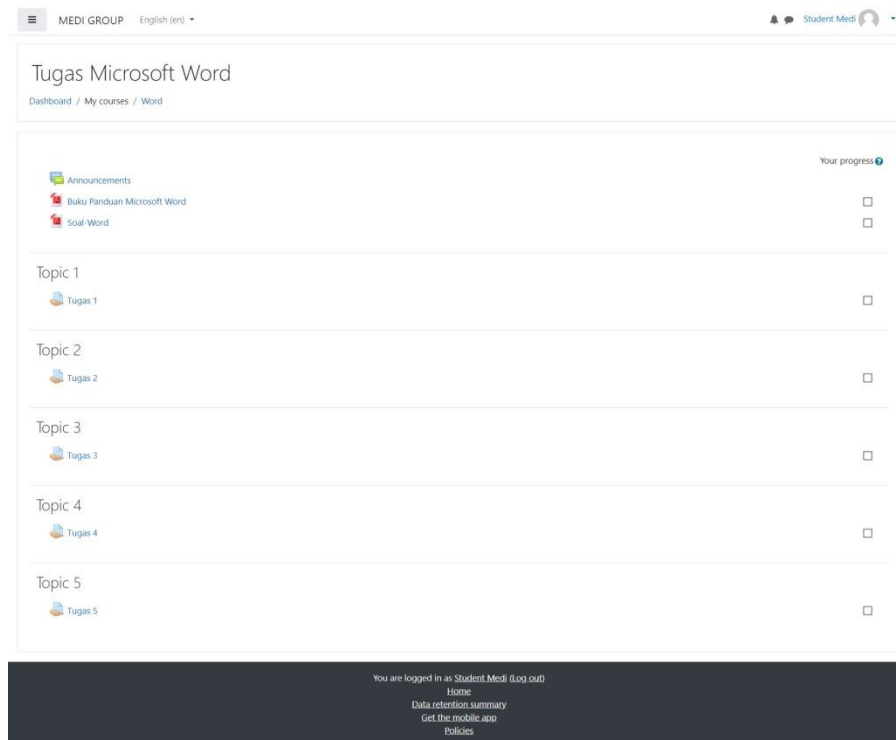 MEDI GROUP English (en)
Student Medi
Tugas Microsoft Word
Dashboard / My courses / Word
Your progress
Announcements
Buku Panduan Microsoft Word
Soal-Word
Topic 1
Tugas 1
Topic 2
Tugas 2
Topic 3
Tugas 3
Topic 4
Tugas 4
Topic 5
Tugas 5
You are logged in as Student Medi (Log out)
Home
Data retention summary
Get the mobile app
Policies